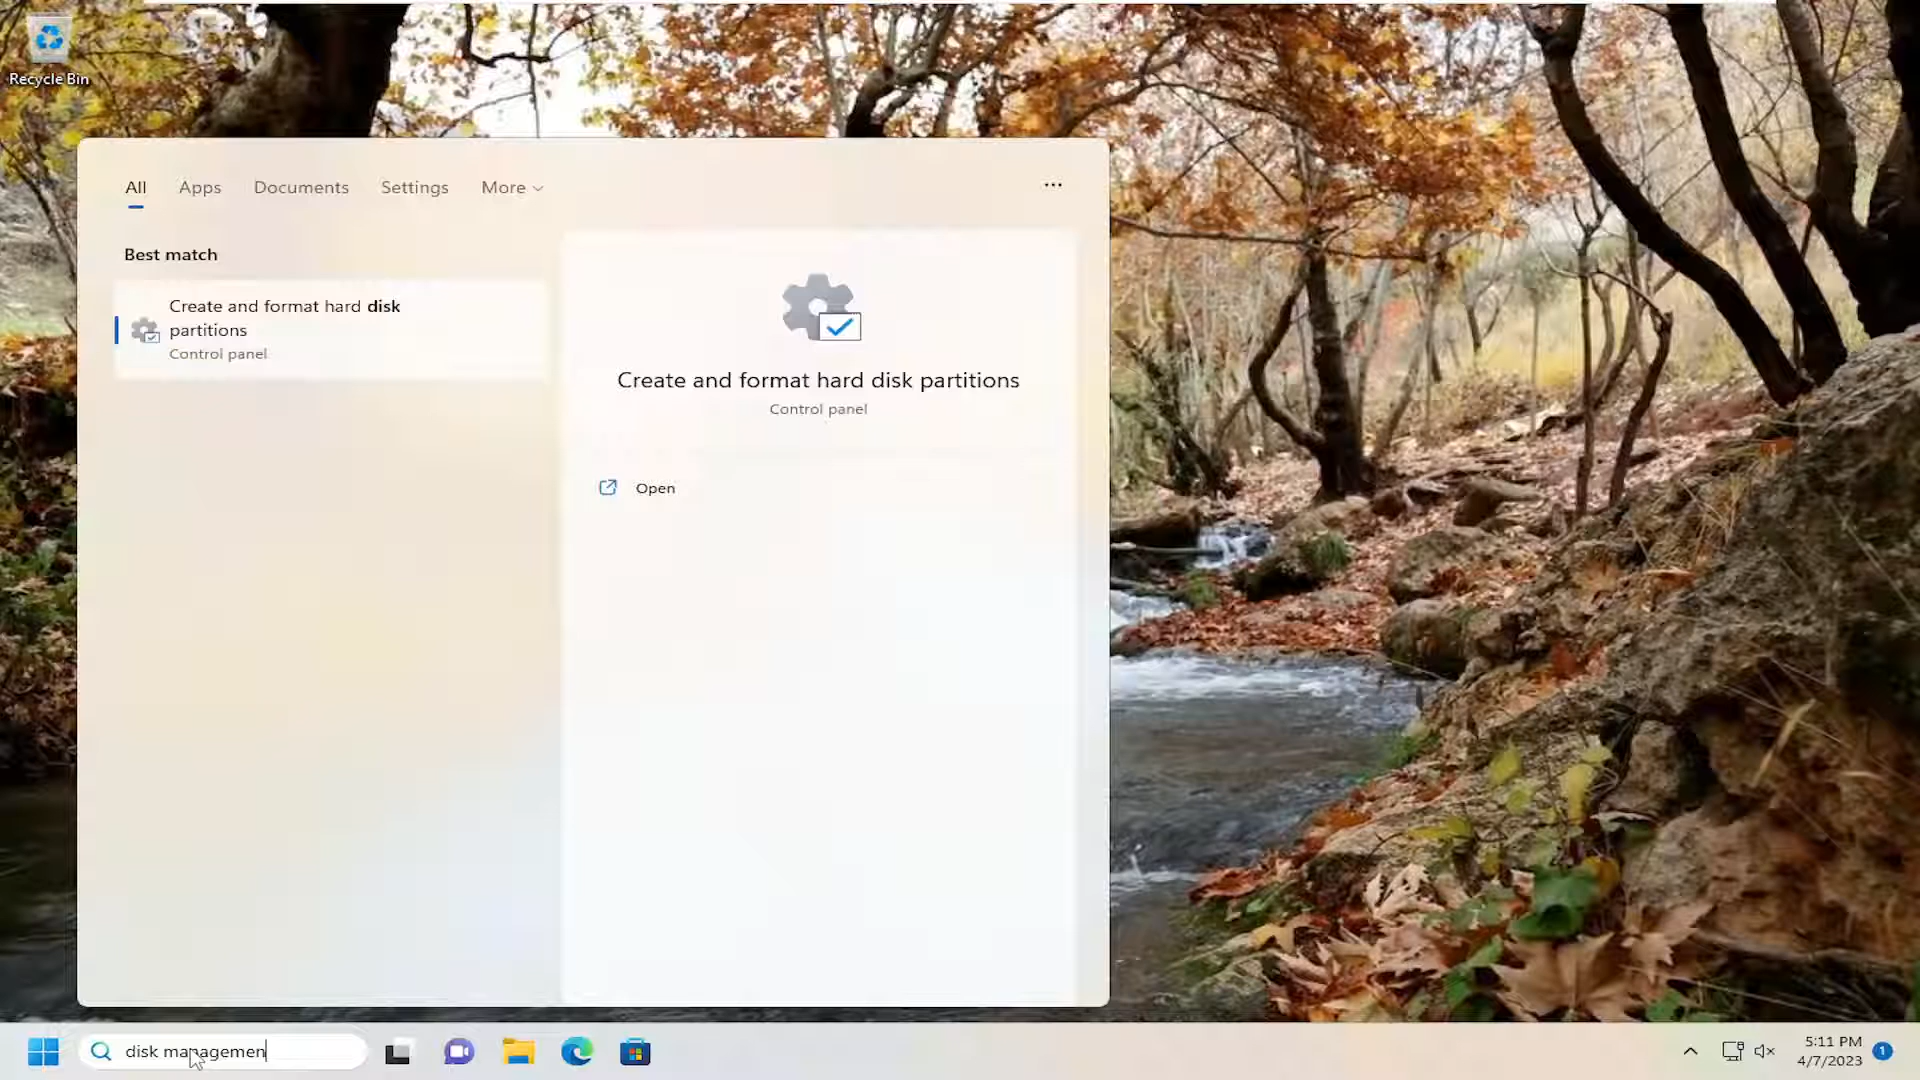 Recycle Bin
All Apps Documents Settings More
Best match
Create and format hard disk
partitions
Control panel
Create and format hard disk partitions
Control panel
Open
disk managemen
5:11 PM
4/7/2023
1